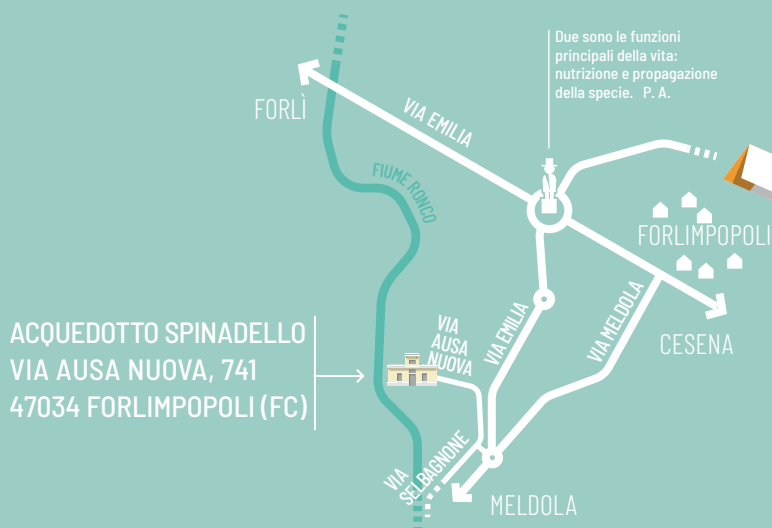 Due sono le funzioni
principali della vita:
nutrizione e propagazione
della specie. P. A.
FORLÌ
VIA EMILIA
FIUME RONCO
FORLIMPOPOLI
ACQUEDOTTO SPINADELLO
VIA AUSA NUOVA, 741
47034 FORLIMPOPOLI (FC)
VIA
AUSA
NUOVA
VIA EMILIA
VIA MELDOLA
CESENA
VIA
SELBAGNONE
MELDOLA